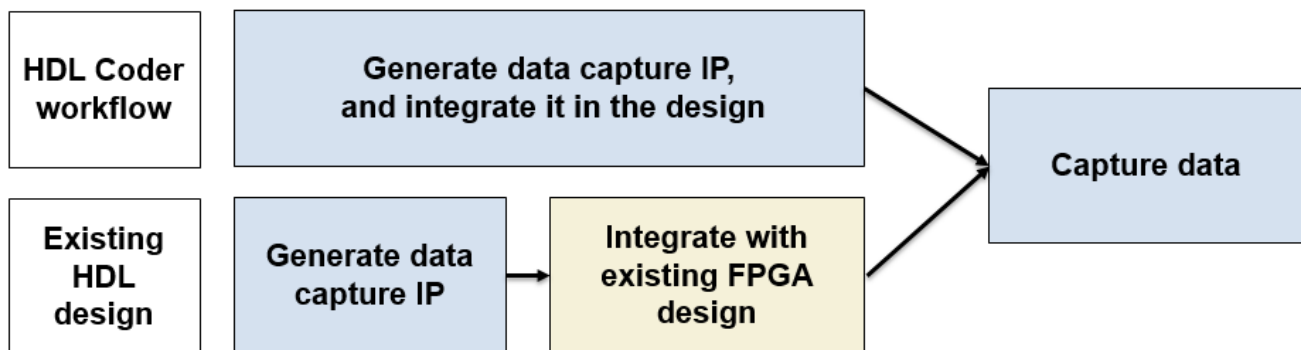 HDL Coder
workflow
Generate data capture IP,
and integrate it in the design
Capture data
Existing
HDL
design
Generate data
capture IP
Integrate with
existing FPGA
design